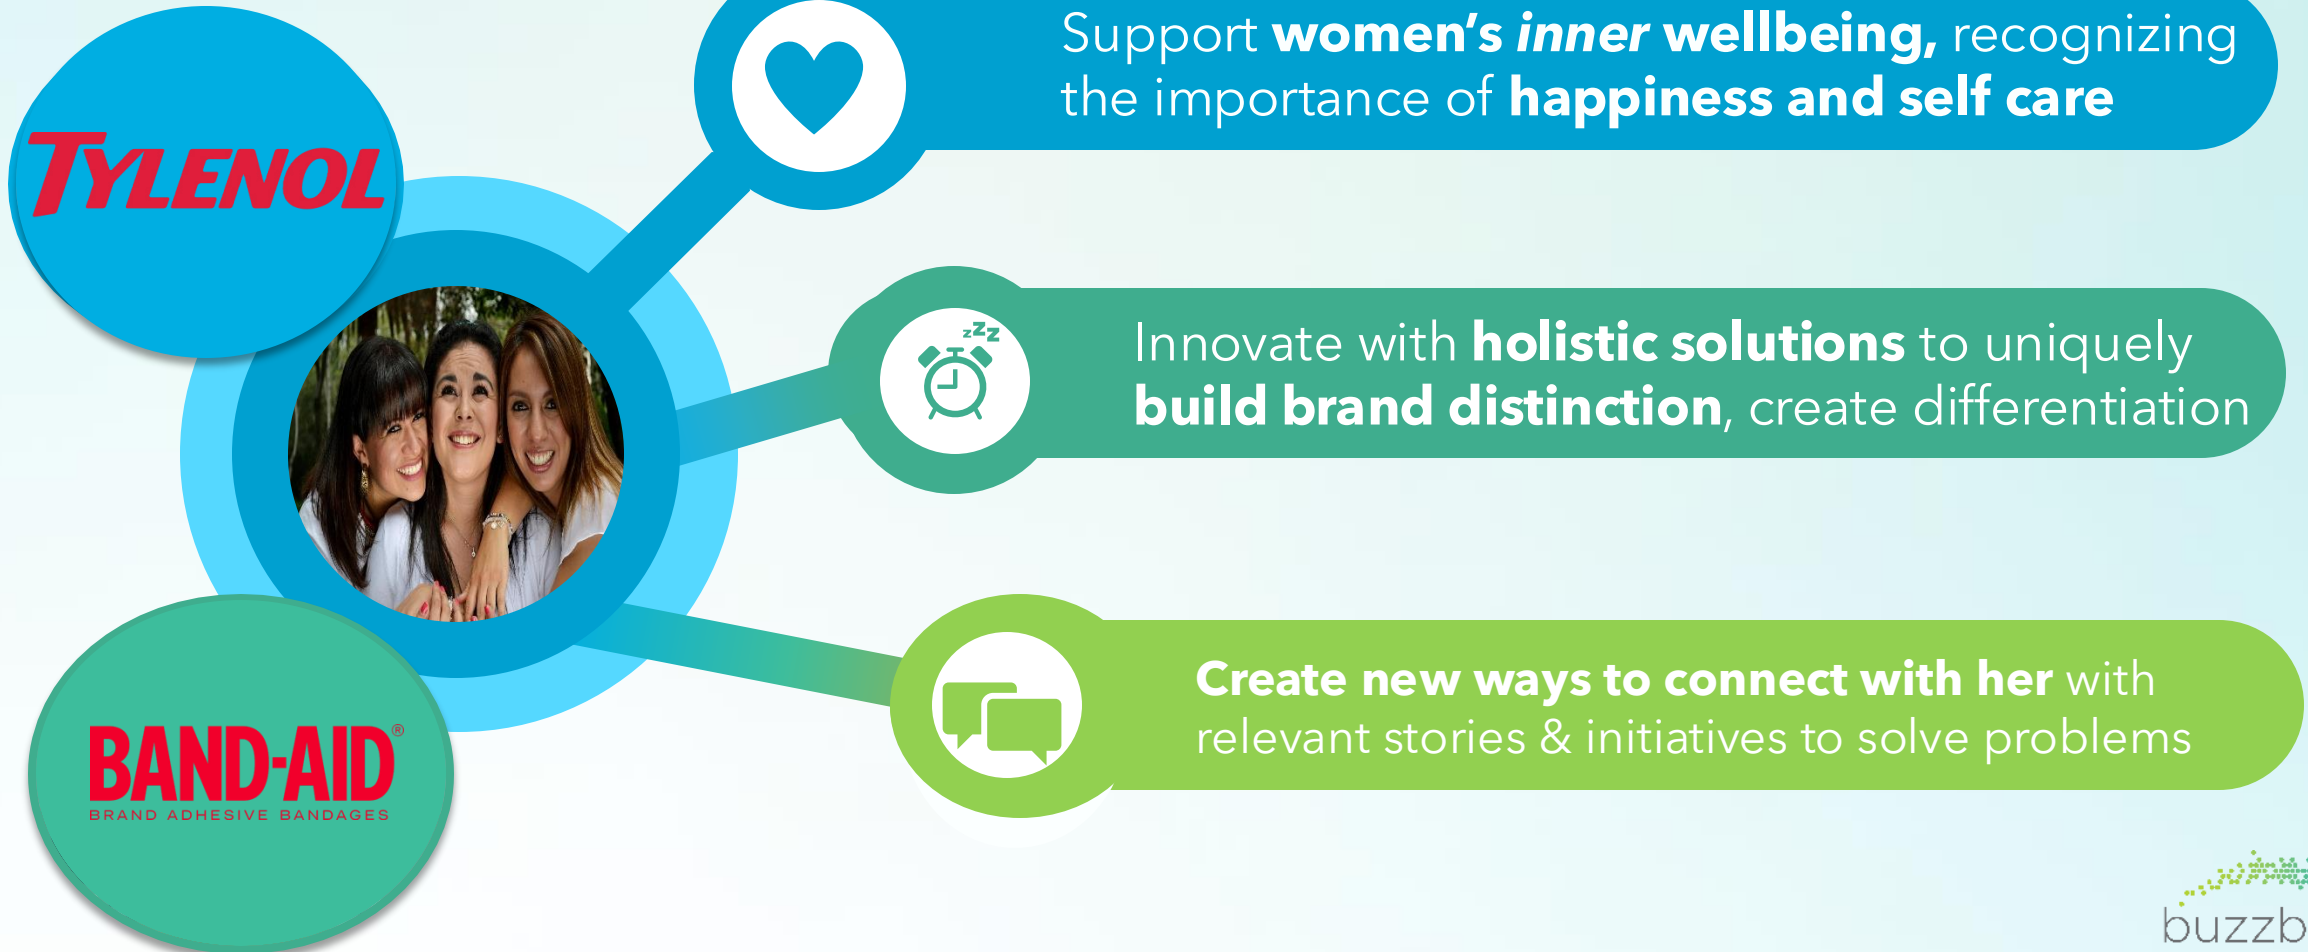 TYLENOL
Support women's inner wellbeing, recognizing
the importance of happiness and self care
zzz
Innovate with holistic solutions to uniquely
build brand distinction, create differentiation
Create new ways to connect with her with
relevant stories & initiatives to solve problems
BAND-AID®
BRAND ADHESIVE BANDAGES
buzzb